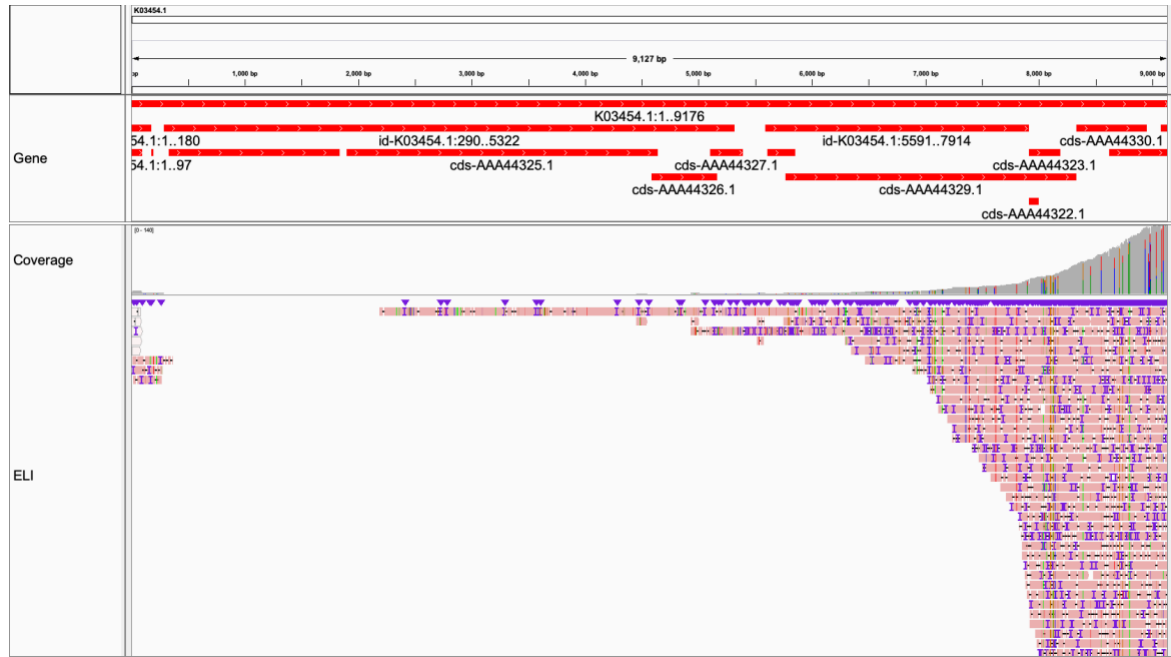 K03454.1
9,127 bp
bp 1,000 bp 2,000 bp 3,000 bp 4,000 bp 5,000 bp 6,000 bp 7,000 bp 8,000 bp 9,000 bp
Gene
K03454.1:1..9176
54.1:1..180 id-K03454.1:290..5322 id-K03454.1:5591..7914 cds-AAA44330.1
54.1:1..97 cds-AAA44325.1 cds-AAA44327.1 cds-AAA44323.1
cds-AAA44326.1 cds-AAA44329.1
cds-AAA44322.1
Coverage
[0 - 140]
ELI